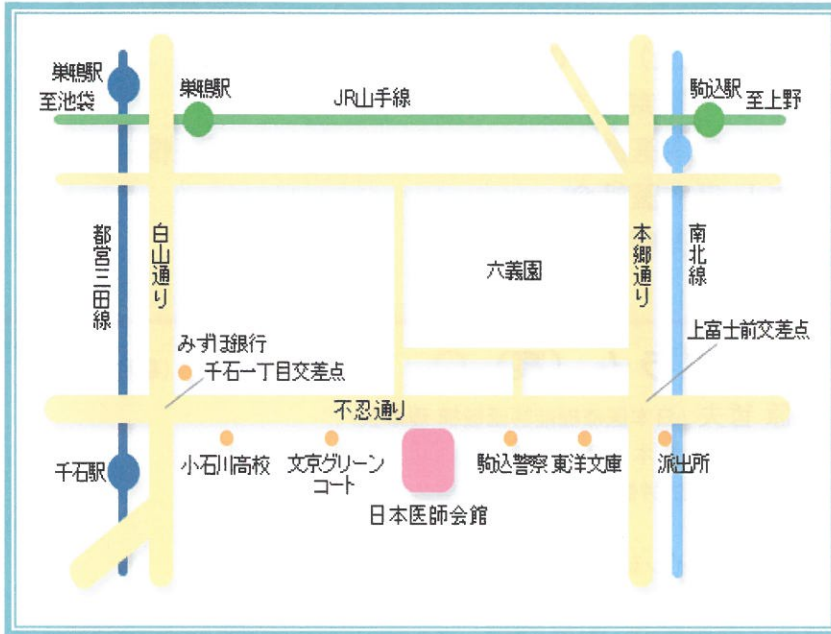 巣鴨駅
至池袋
巣鴨駅
JR山手線
駒込駅
至上野
都営三田線
白山通り
六義園
本郷通り
南北線
みずほ銀行
千石一丁目交差点
上富士前交差点
不忍通り
千石駅
小石川高校
文京グリーン
コート
駒込警察
東洋文庫
派出所
日本医師会館